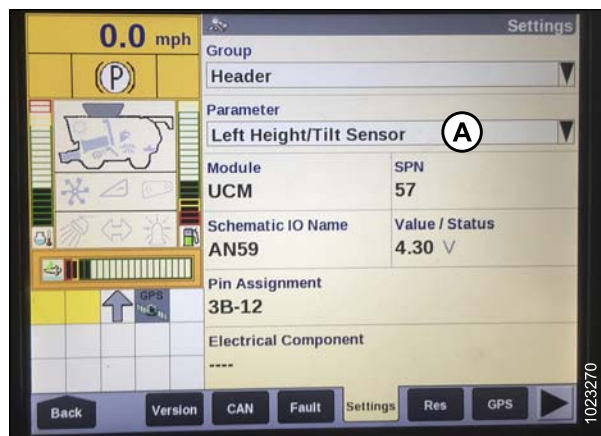 0.0 mph
(P)
GPS
Settings
Group
Header
Parameter
Left Height/Tilt Sensor
A
Module
UCM
SPN
57
Schematic IO Name
AN59
Value / Status
4.30 V
Pin Assignment
3B-12
Electrical Component
----
Back
Version
CAN
Fault
Settings
Res
GPS
1023270